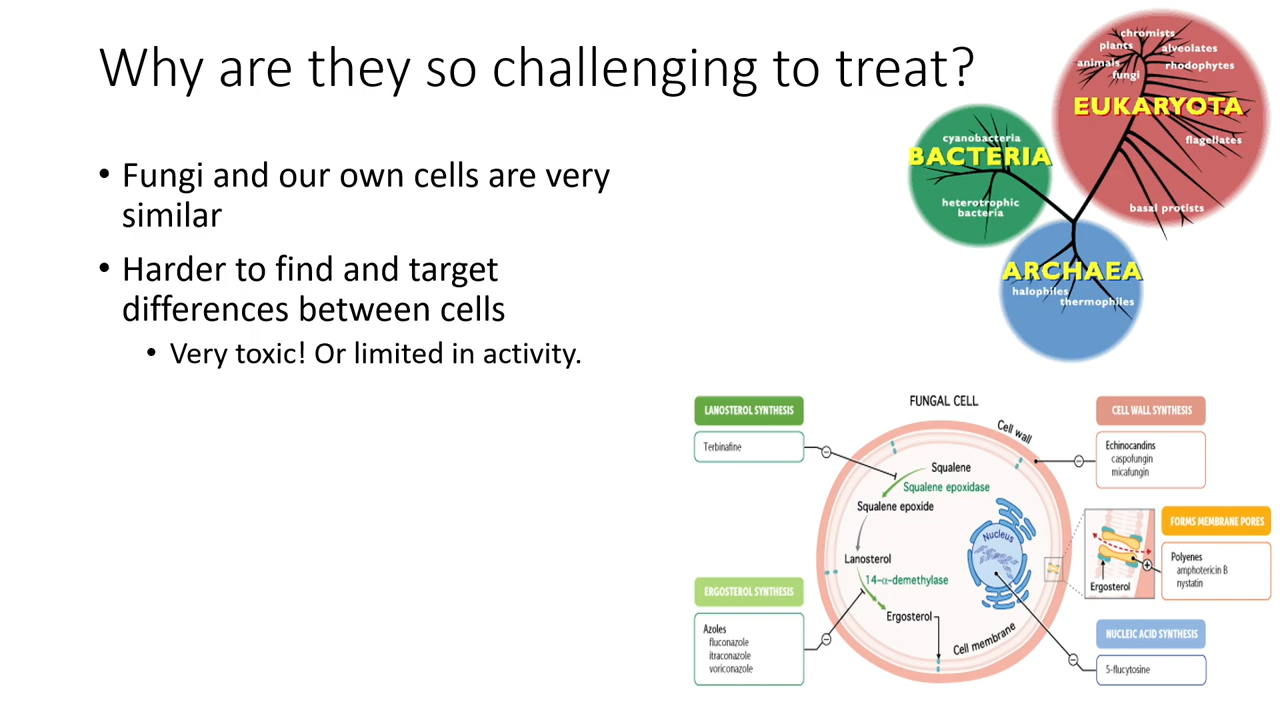 Why are they so challenging to treat?
• Fungi and our own cells are very
similar
• Harder to find and target
differences between cells
• Very toxic! Or limited in activity.
chromists
plants
alveolates
animals
rhodophytes
fungi
EUKARYOTA
flagellates
basal protists
cyanobacteria
BACTERIA
heterotrophic
bacteria
ARCHAEA
halophiles
thermophiles
FUNGAL CELL
LANOSTEROL SYNTHESIS
Terbinafine
Cell wall
CELL WALL SYNTHESIS
Echinocandins
caspofungin
micafungin
Squalene
Squalene epoxidase
Squalene epoxide
Nucleus
Lanosterol
14-α-demethylase
Ergosterol
Cell membrane
FORMS MEMBRANE PORES
Polyenes
amphotericin B
nystatin
Ergosterol
ERGOSTEROL SYNTHESIS
Azoles
fluconazole
itraconazole
voriconazole
NUCLEIC ACID SYNTHESIS
5-flucytosine